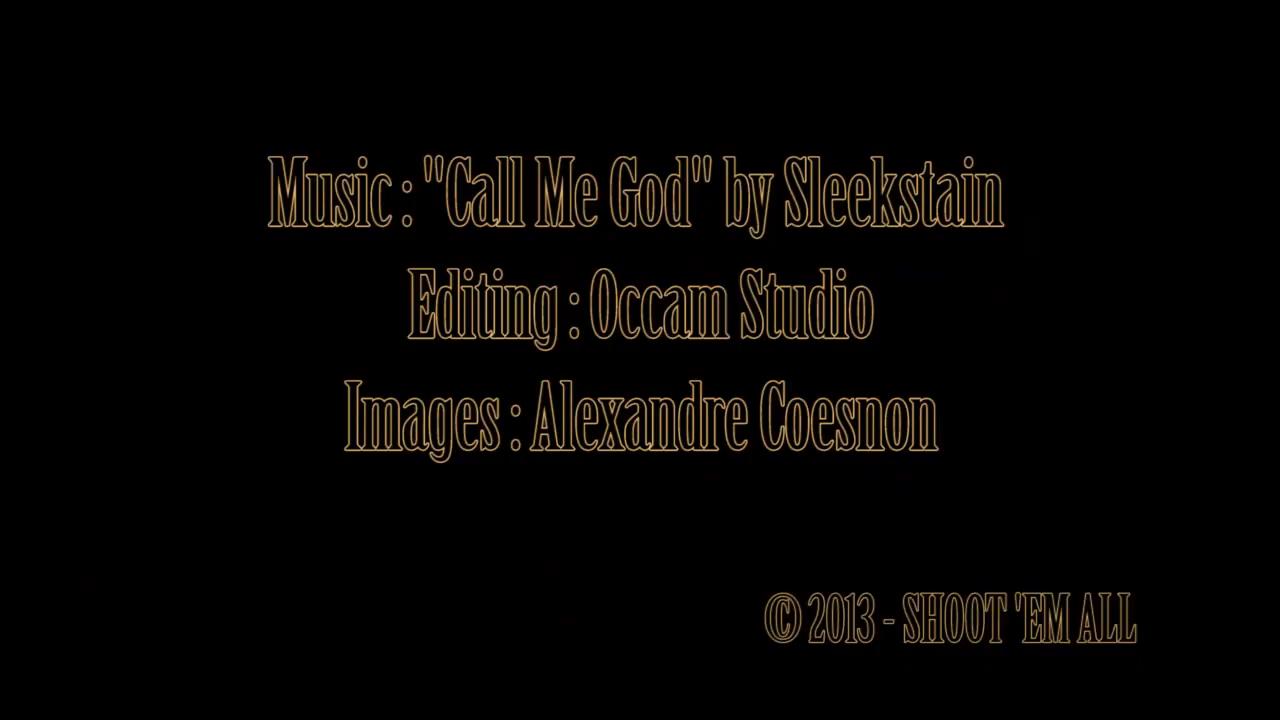 Music : "Call Me God" by Sleekstain
Editing : Occam Studio
Images : Alexandre Coesnon
© 2013 - SHOOT 'EM ALL